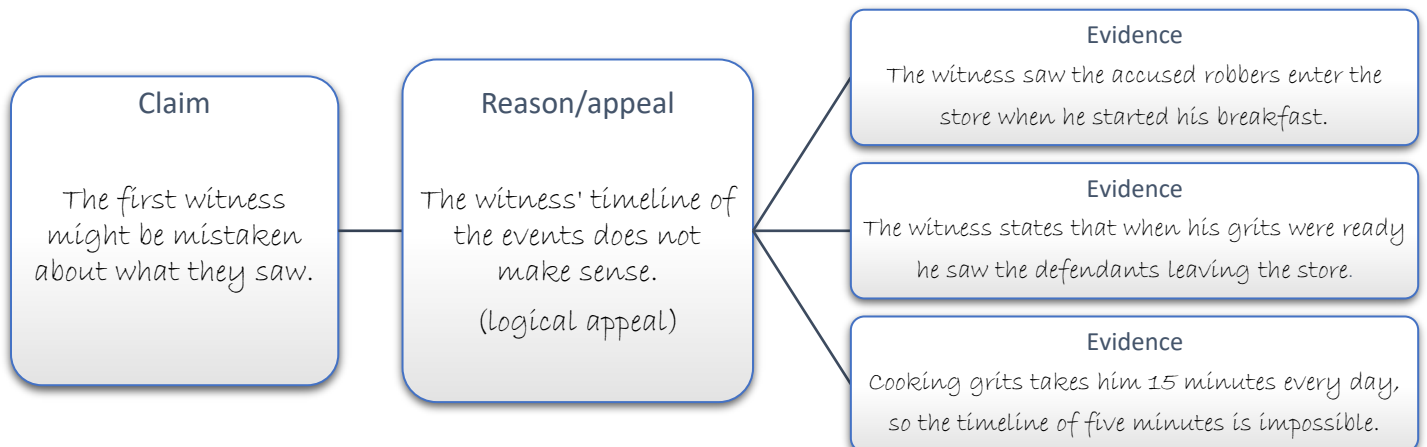 Claim
The first witness
might be mistaken
about what they saw.
Reason/appeal
The witness' timeline of
the events does not
make sense.
(logical appeal)
Evidence
The witness saw the accused robbers enter the
store when he started his breakfast.
Evidence
The witness states that when his grits were ready
he saw the defendants leaving the store.
Evidence
Cooking grits takes him 15 minutes every day,
so the timeline of five minutes is impossible.